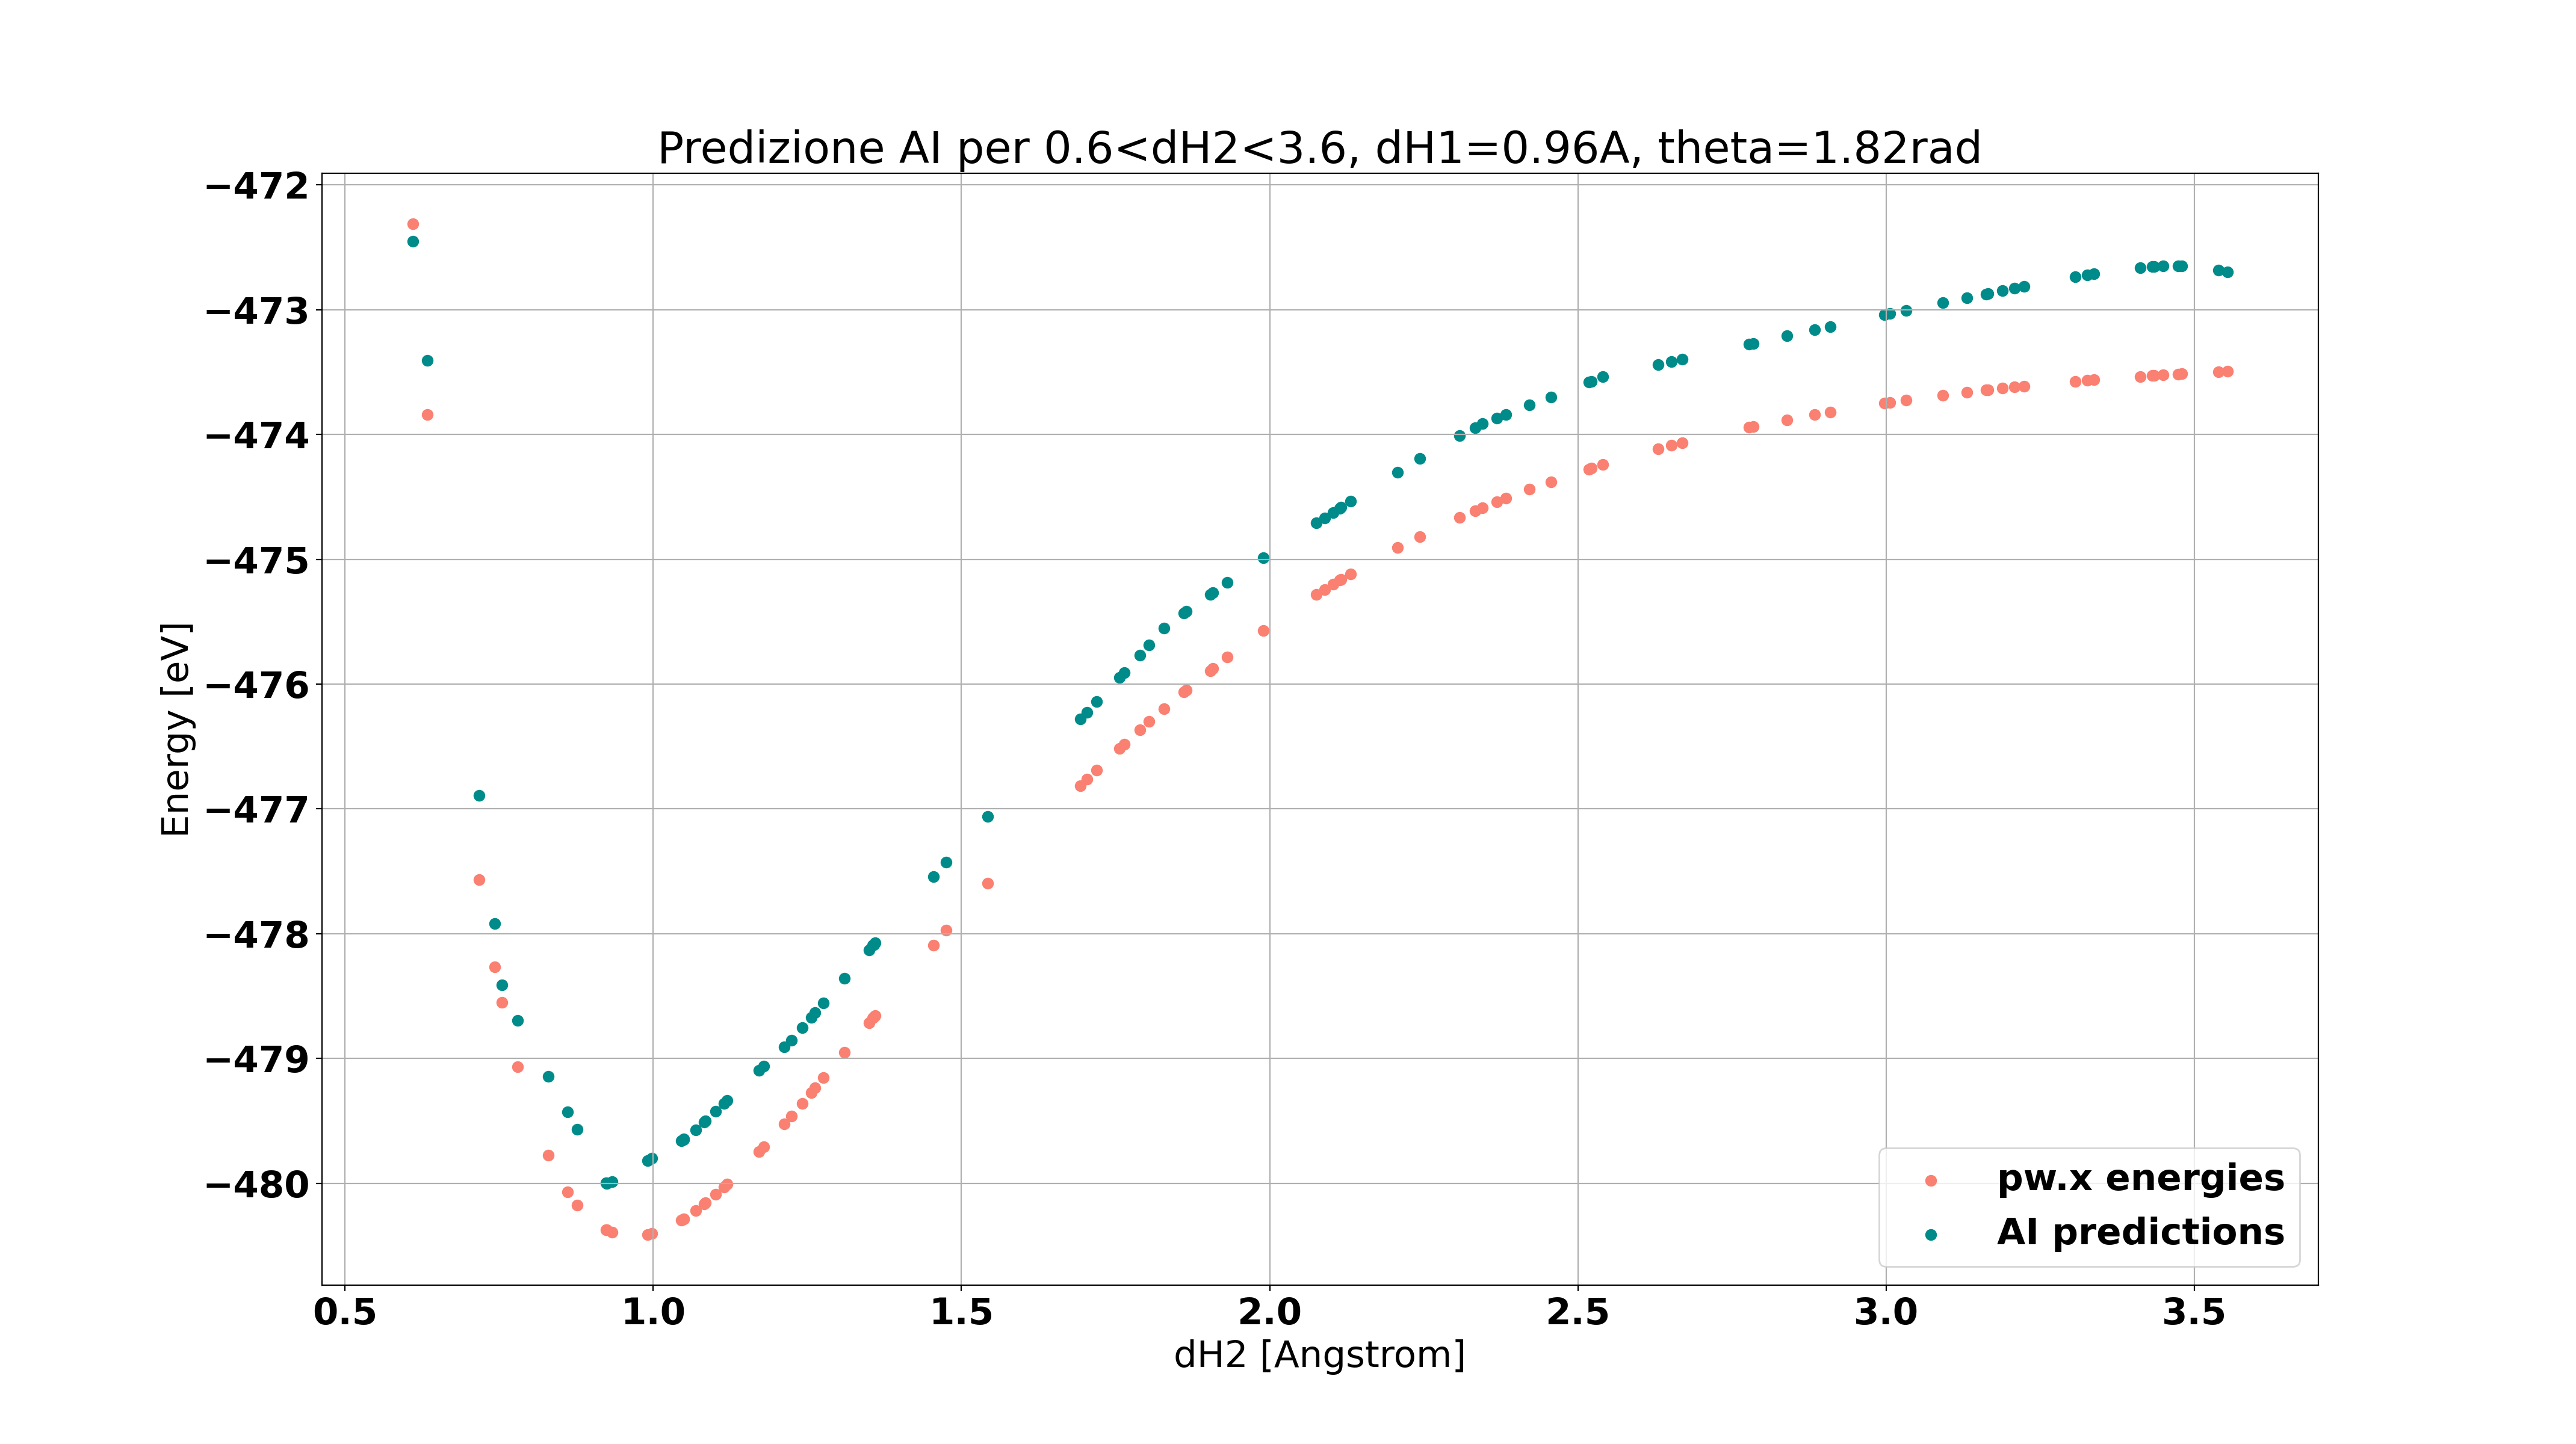 Predizione AI per 0.6<dH2<3.6, dH1=0.96A, theta=1.82rad
−472
−473
−474
−475
−476
−477
−478
−479
−480
Energy [eV]
pw.x energies
AI predictions
0.5 1.0 1.5 2.0 2.5 3.0 3.5
dH2 [Angstrom]